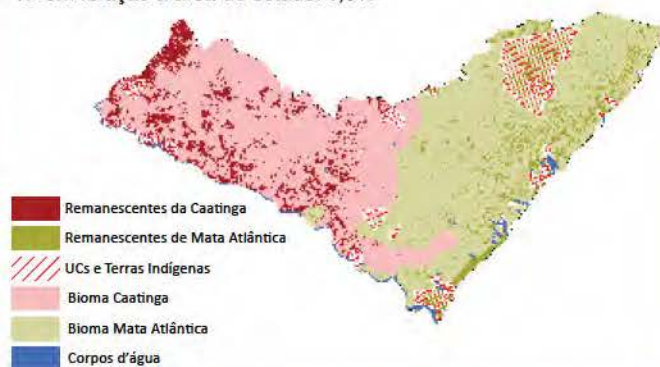 Remanescentes da Caatinga
Remanescentes de Mata Atlântica
UCs e Terras Indígenas
Bioma Caatinga
Bioma Mata Atlântica
Corpos d'água